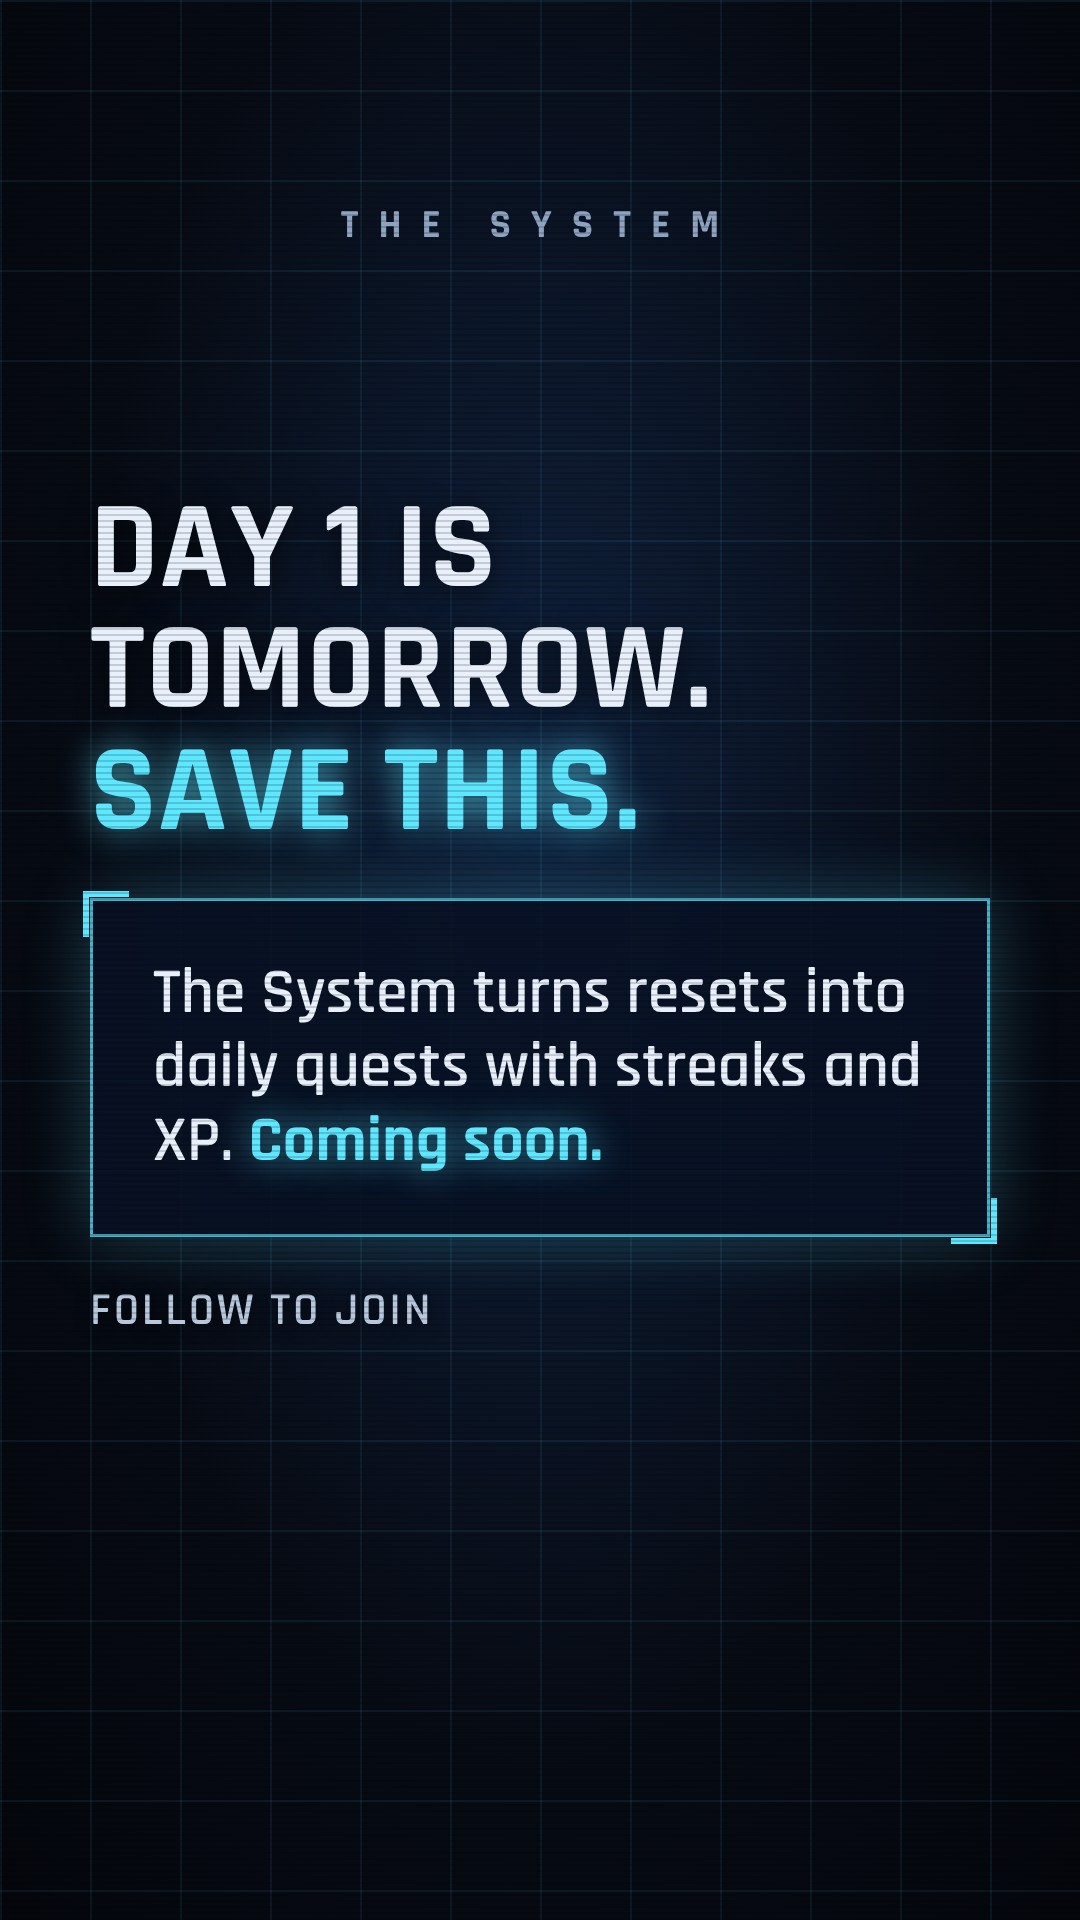 THE SYSTEM
DAY 1 IS
TOMORROW.
SAVE THIS.
The System turns resets into
daily quests with streaks and
XP. Coming soon.
FOLLOW TO JOIN